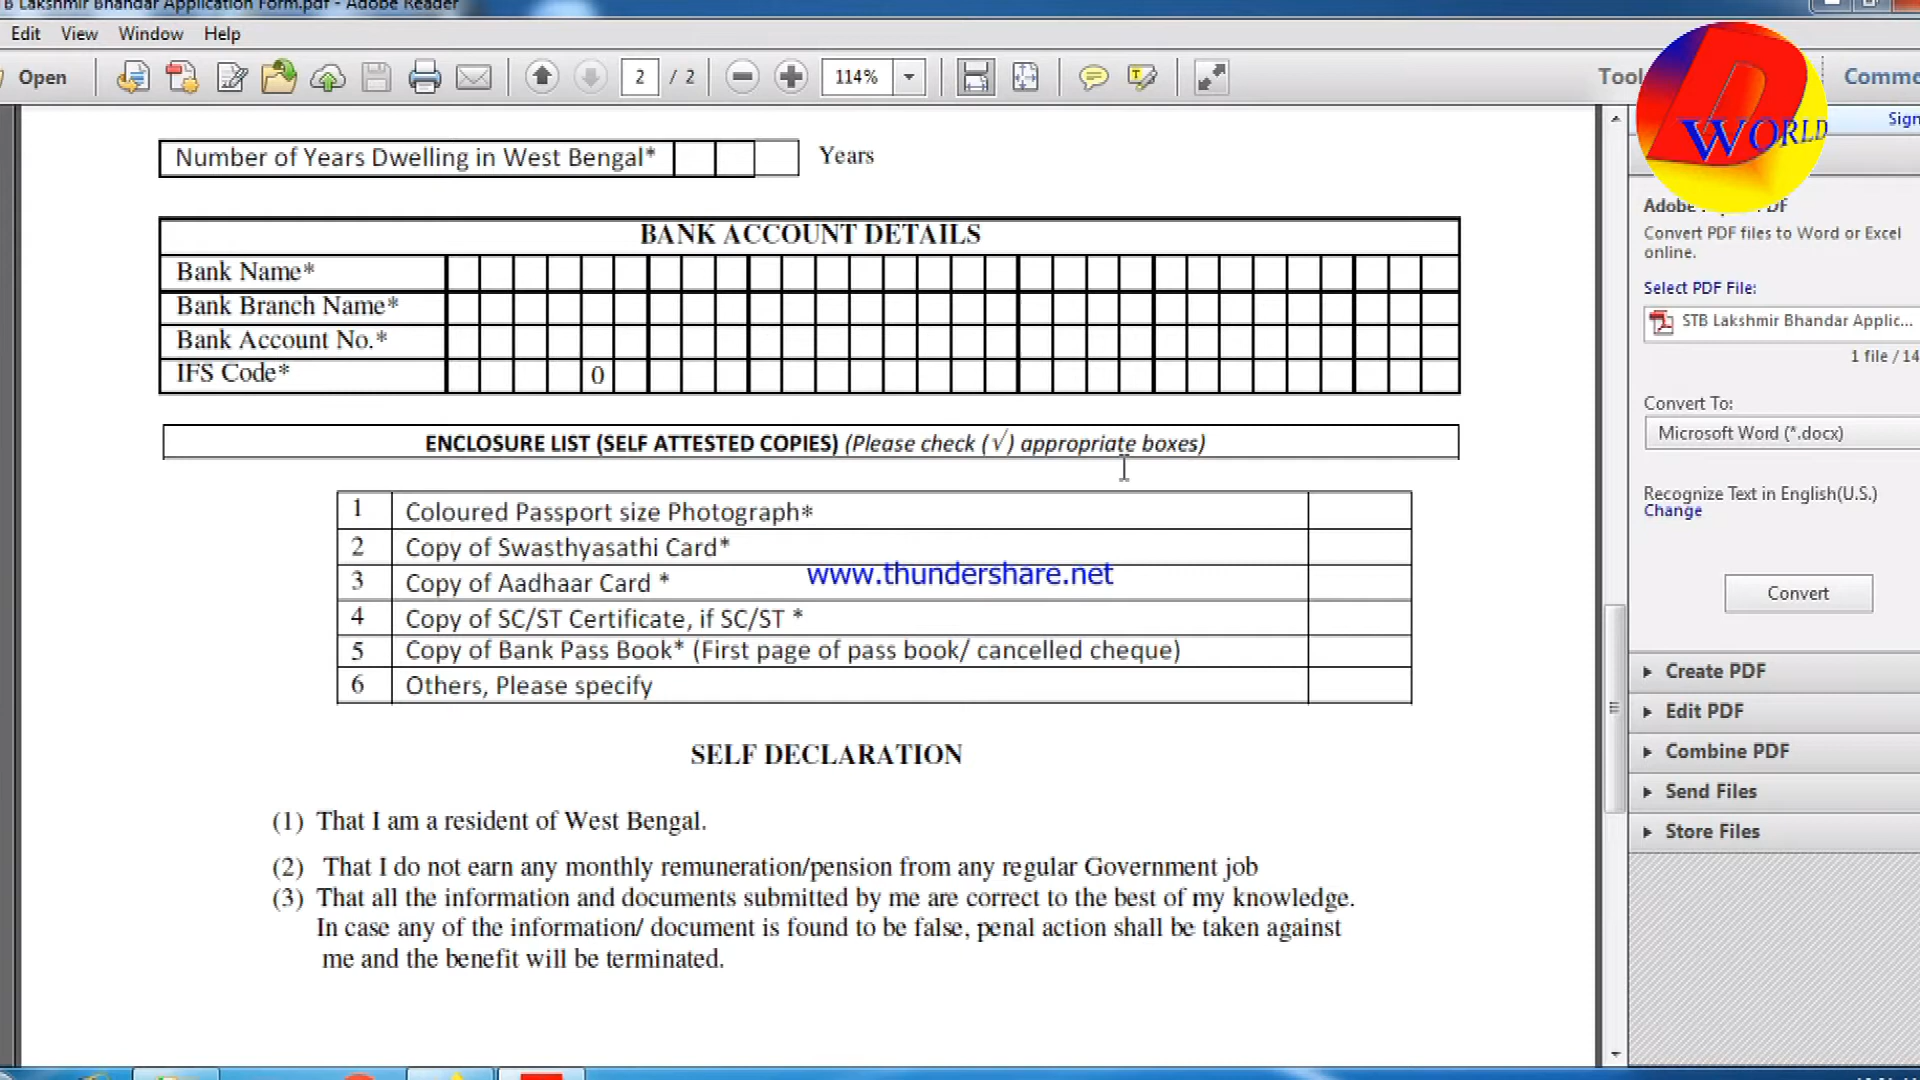 B Lakshmir Bhandar Application Form.pdf - Adobe Reader
Edit View Window Help
Open 2 / 2 114% Commo
D WORLD
Sign
Number of Years Dwelling in West Bengal* Years
BANK ACCOUNT DETAILS
Bank Name*
Bank Branch Name*
Bank Account No.*
IFS Code* 0
ENCLOSURE LIST (SELF ATTESTED COPIES) (Please check (√) appropriate boxes)
1 Coloured Passport size Photograph*
2 Copy of Swasthyasathi Card*
3 Copy of Aadhaar Card *
www.thundershare.net
4 Copy of SC/ST Certificate, if SC/ST *
5 Copy of Bank Pass Book* (First page of pass book/ cancelled cheque)
6 Others, Please specify
SELF DECLARATION
(1) That I am a resident of West Bengal.
(2) That I do not earn any monthly remuneration/pension from any regular Government job
(3) That all the information and documents submitted by me are correct to the best of my knowledge.
In case any of the information/ document is found to be false, penal action shall be taken against
me and the benefit will be terminated.
Adobe
Convert PDF files to Word or Excel
online.
Select PDF File:
STB Lakshmir Bhandar Applic...
1 file / 14
Convert To:
Microsoft Word (*.docx)
Recognize Text in English(U.S.)
Change
Convert
Create PDF
Edit PDF
Combine PDF
Send Files
Store Files